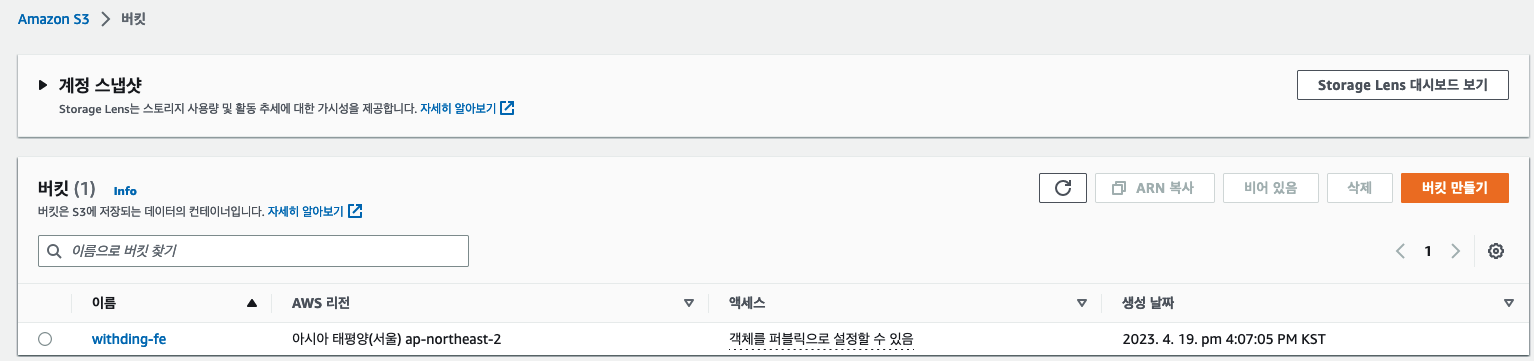 Amazon S3 > 버킷
계정 스냅샷
Storage Lens 대시보드 보기
Storage Lens는 스토리지 사용량 및 활동 추세에 대한 가시성을 제공합니다. 자세히 알아보기
버킷 (1) Info
ARN 복사 비어 있음 삭제 버킷 만들기
버킷은 S3에 저장되는 데이터의 컨테이너입니다. 자세히 알아보기
이름으로 버킷 찾기
1
이름 AWS 리전 액세스 생성 날짜
withding-fe 아시아 태평양(서울) ap-northeast-2 객체를 퍼블릭으로 설정할 수 있음 2023. 4. 19. pm 4:07:05 PM KST